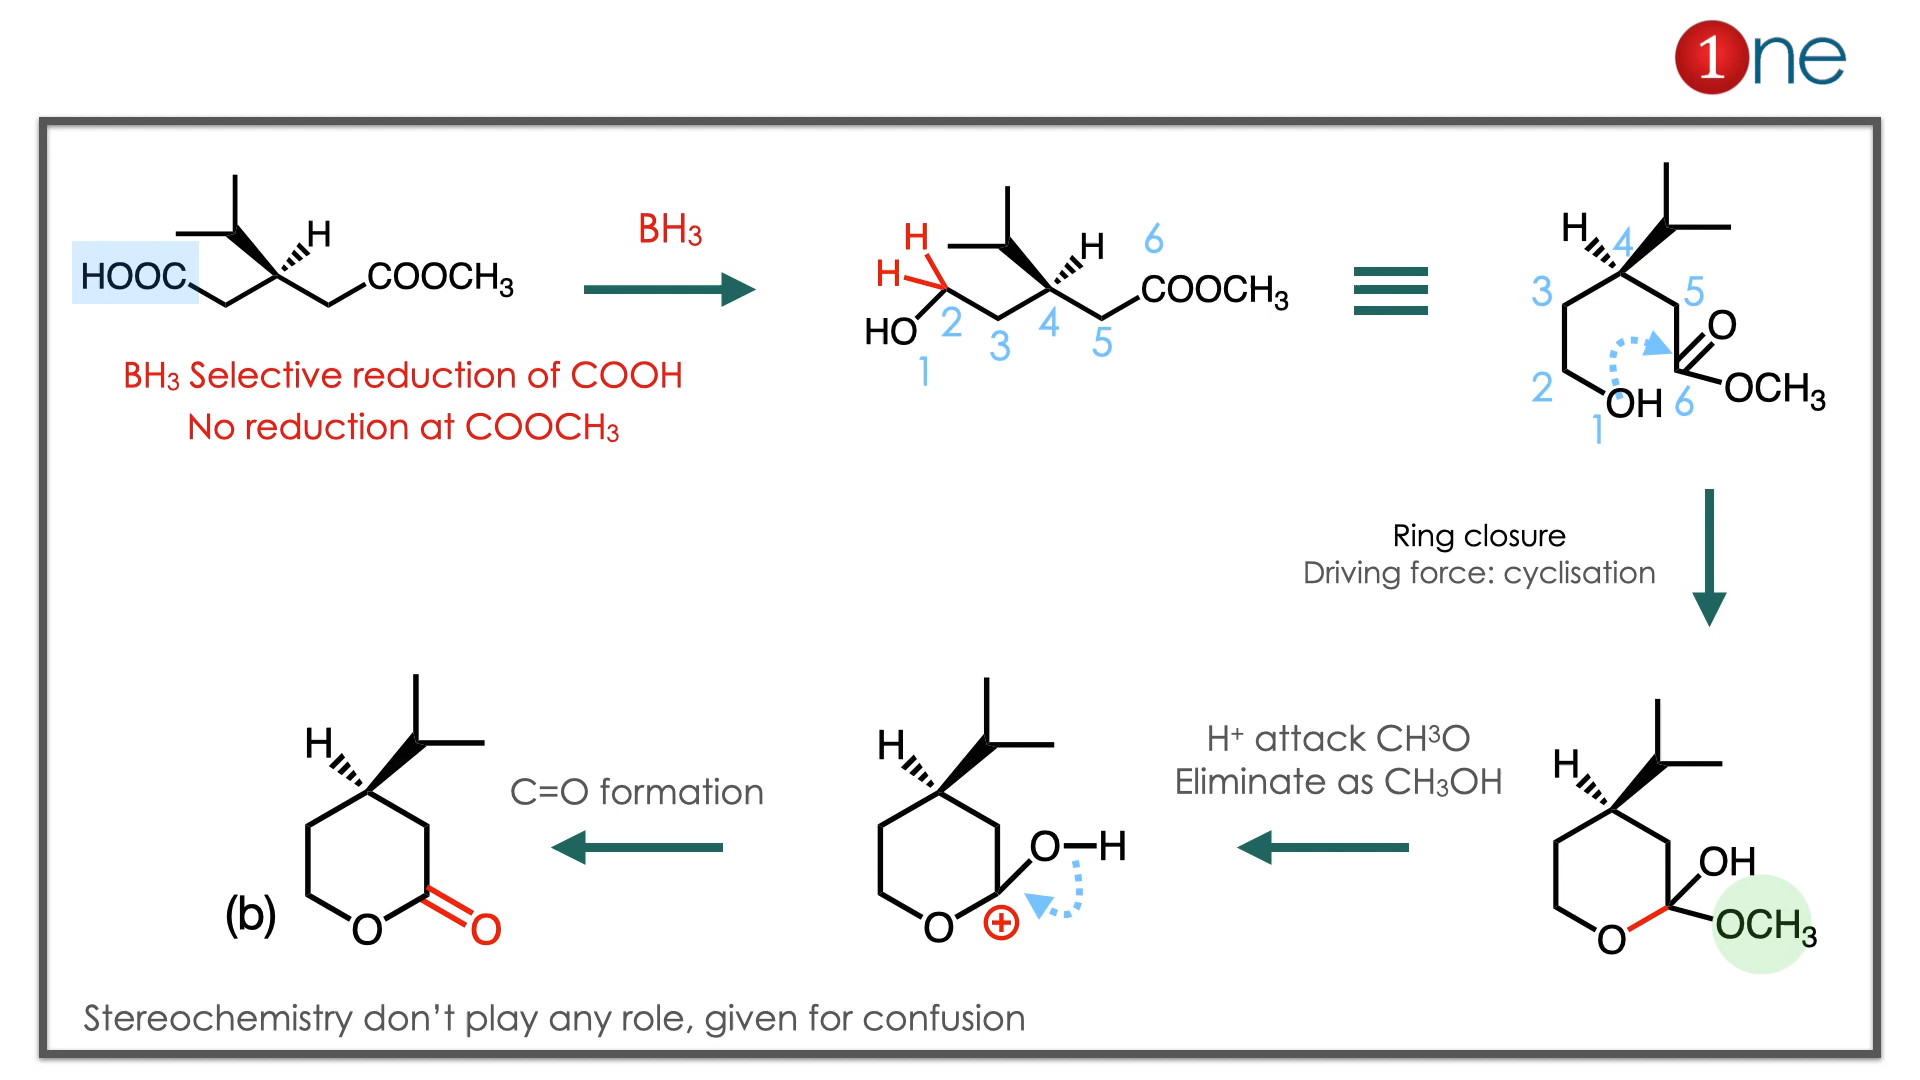 1ne
H
HOOC
COOCH3
BH3
BH3 Selective reduction of COOH
No reduction at COOCH3
H
H
H
6
COOCH3
HO
2
4
5
3
1
H
4
3
5
O
2
OH
6
OCH3
1
Ring closure
Driving force: cyclisation
H
OH
O
OCH3
H+ attack CH3O
Eliminate as CH3OH
H
O
H
O
+
C=O formation
H
(b)
O
O
Stereochemistry don't play any role, given for confusion